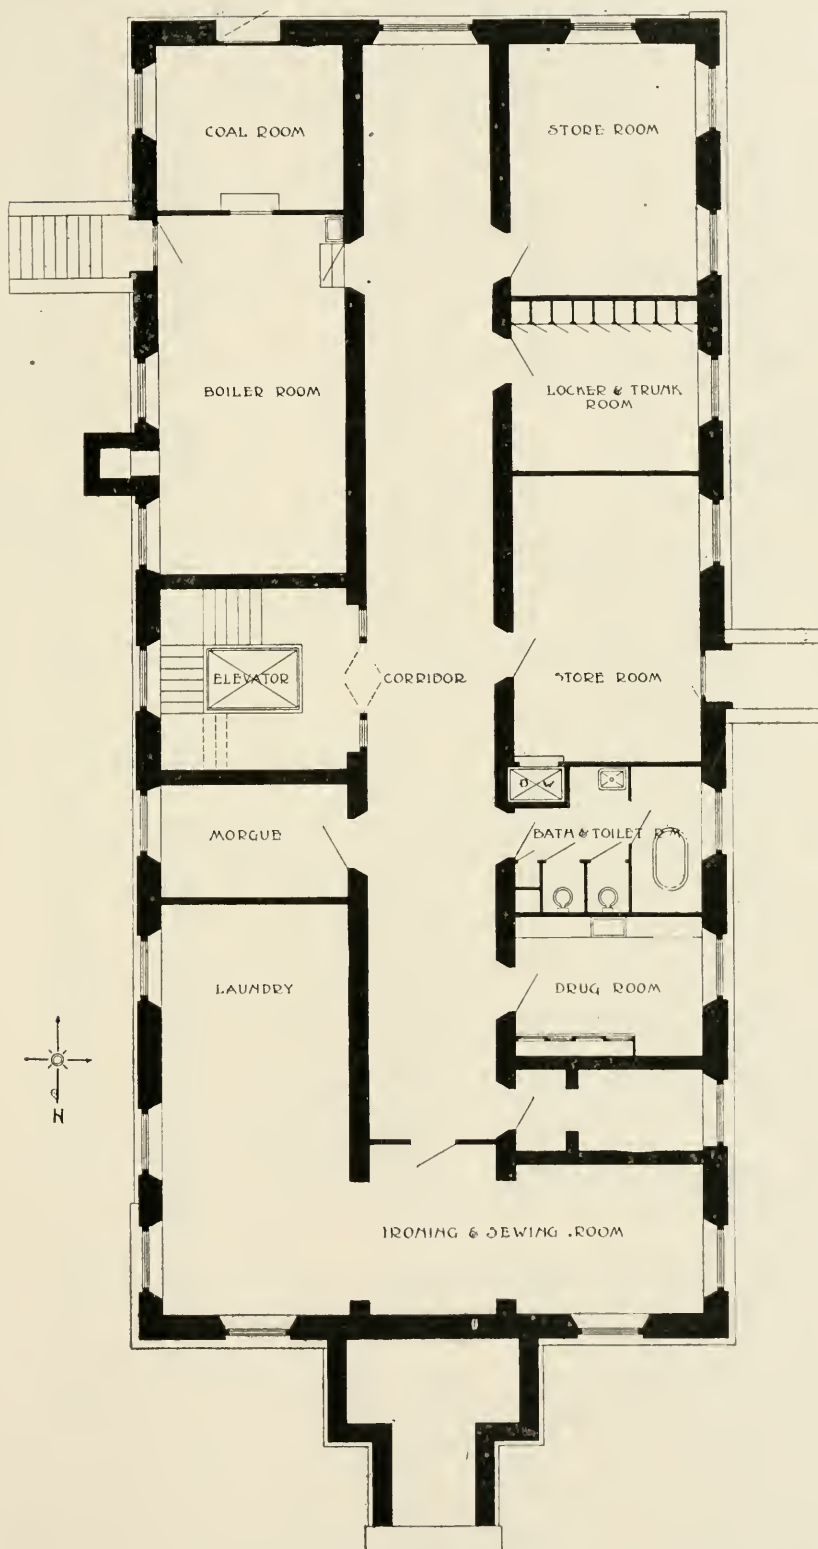 COAL ROOM
STORE ROOM
BOILER ROOM
LOCKER & TRUNK
ROOM
ELEVATOR
CORRIDOR
STORE ROOM
D W
MORGUE
BATH & TOILET RM
LAUNDRY
DRUG ROOM
N
IRONING & SEWING ROOM